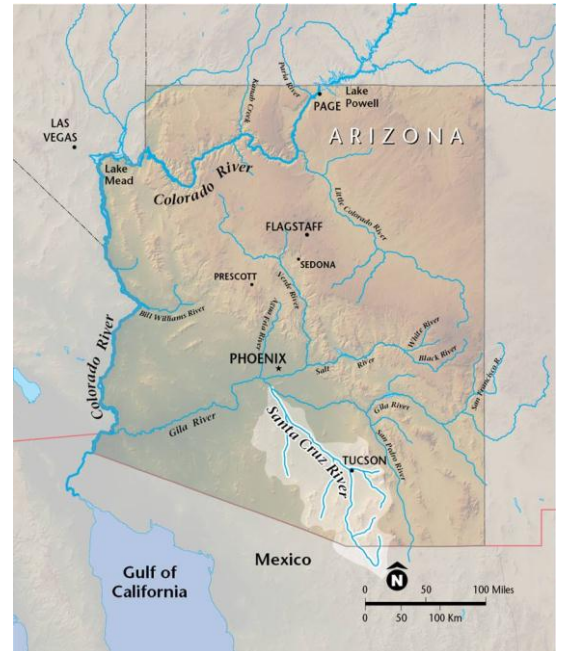 Paria River
Kanab Creek
Lake
Powell
PAGE
LAS
VEGAS
ARIZONA
Lake
Mead
Colorado River
Little Colorado River
FLAGSTAFF
SEDONA
PRESCOTT
Verde River
Bill Williams River
Agua Fria River
White River
Black River
PHOENIX
Salt River
San Francisco R.
Colorado River
Gila River
Gila River
Santa Cruz River
San Pedro River
TUCSON
Mexico
Gulf of
California
N
0 50 100 Miles
0 50 100 Km